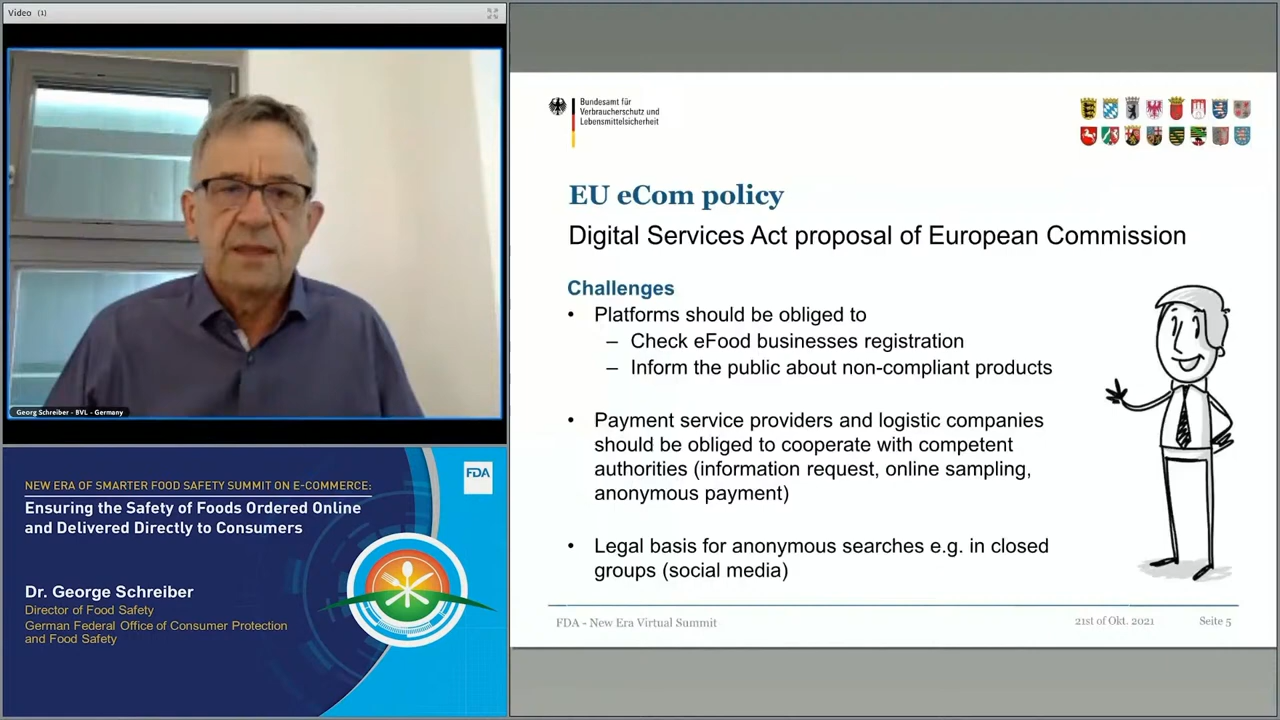 Video (1)
Georg Schreiber - BVL - Germany
FDA
NEW ERA OF SMARTER FOOD SAFETY SUMMIT ON E-COMMERCE:
Ensuring the Safety of Foods Ordered Online
and Delivered Directly to Consumers
Dr. George Schreiber
Director of Food Safety
German Federal Office of Consumer Protection
and Food Safety
Bundesamt für
Verbraucherschutz und
Lebensmittelsicherheit
EU eCom policy
Digital Services Act proposal of European Commission
Challenges
• Platforms should be obliged to
– Check eFood businesses registration
– Inform the public about non-compliant products
• Payment service providers and logistic companies
should be obliged to cooperate with competent
authorities (information request, online sampling,
anonymous payment)
• Legal basis for anonymous searches e.g. in closed
groups (social media)
FDA - New Era Virtual Summit
21st of Okt. 2021
Seite 5